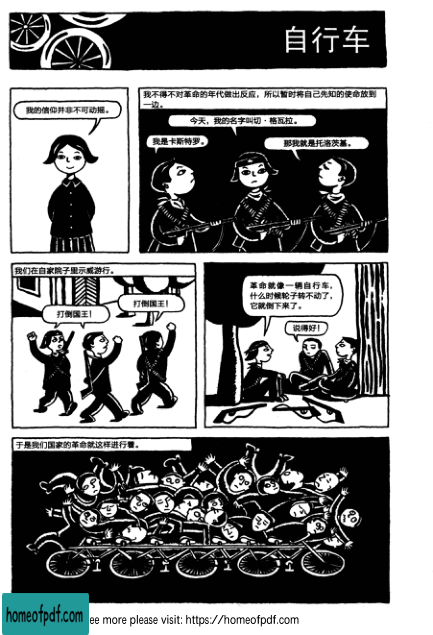 自行车
我的信仰并非不可动摇。
我不得不对革命的年代做出反应，所以暂时将自己先知的使命放到
一边。
今天，我的名字叫切·格瓦拉。
我是卡斯特罗。
那我就是托洛茨基。
我们在自家院子里示威游行。
打倒国王！
打倒国王！
革命就像一辆自行车，
什么时候轮子转不动了，
它就倒下来了。
说得好！
于是我们国家的革命就这样进行着。
homeofpdf.com
ee more please visit: https://homeofpdf.com